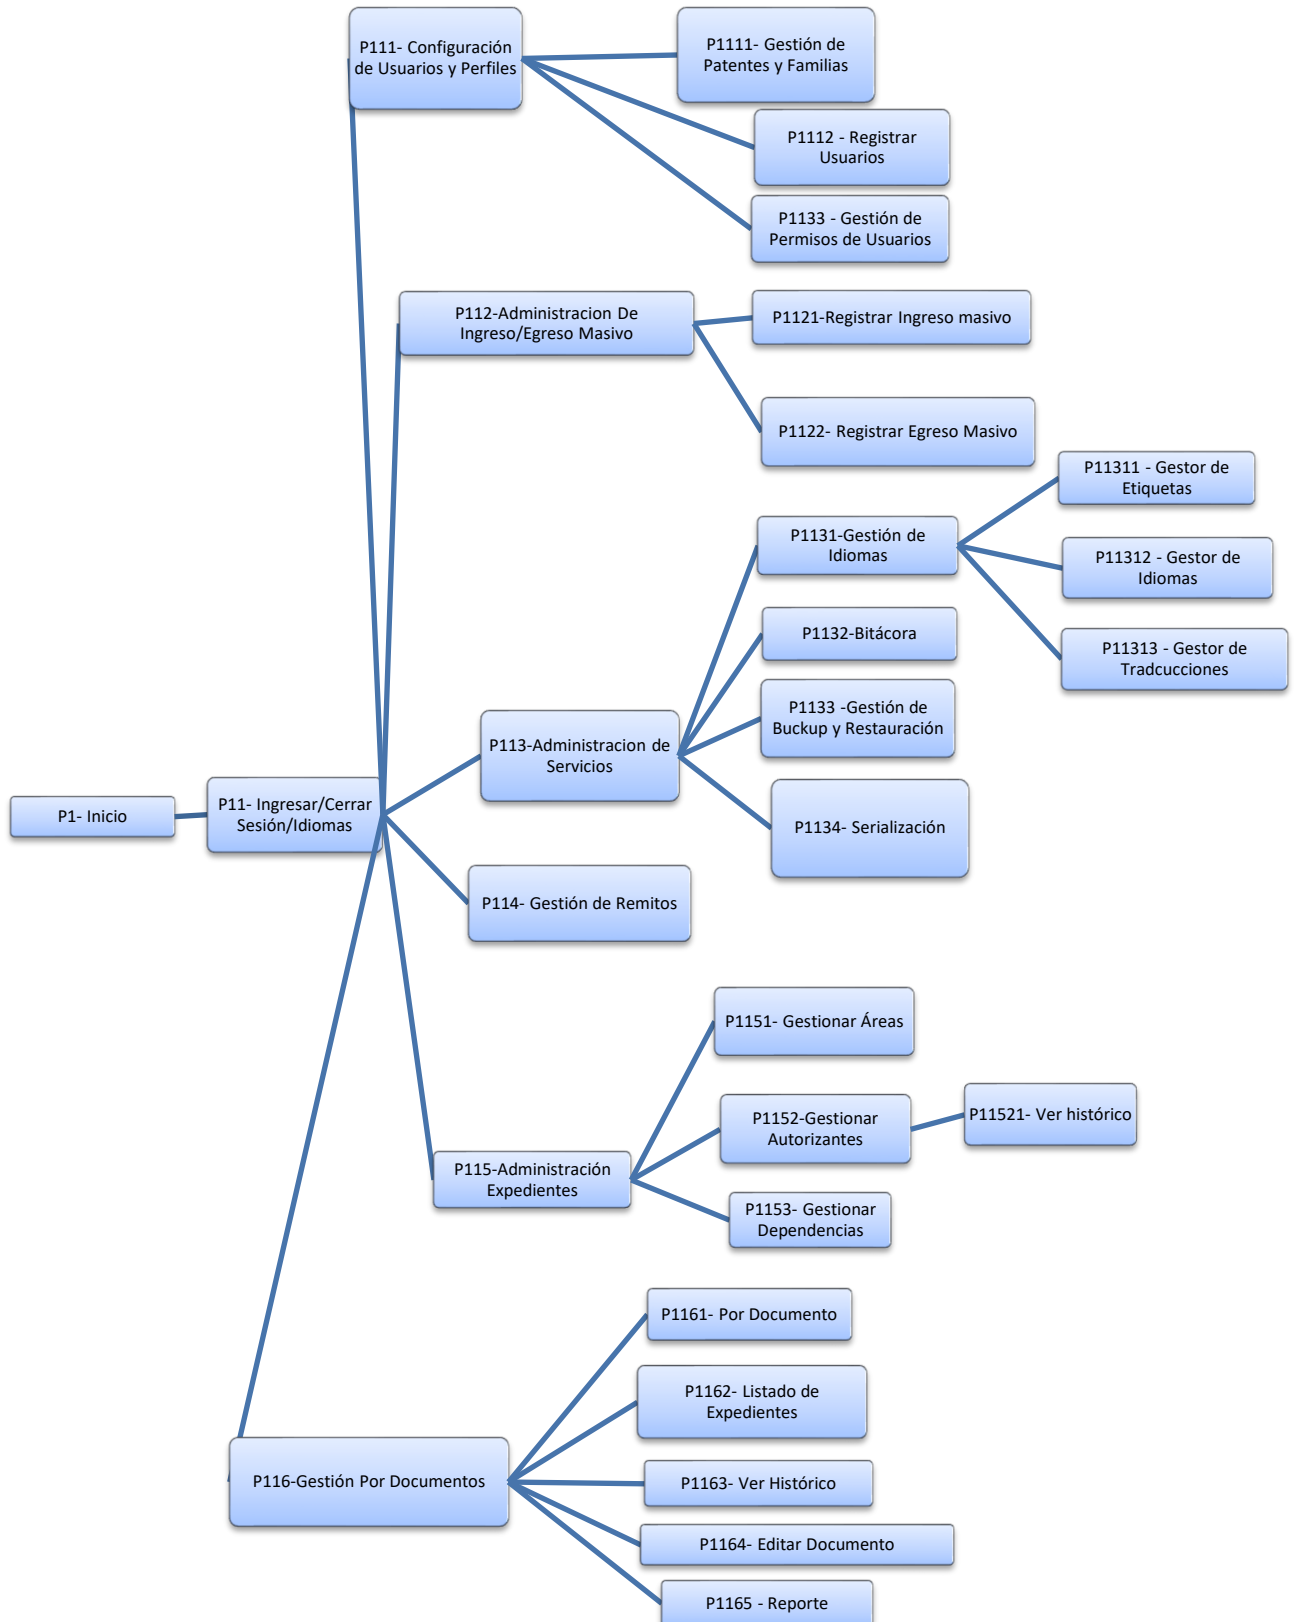 P111- Configuración
de Usuarios y Perfiles
P1111- Gestión de
Patentes y Familias
P1112 - Registrar
Usuarios
P1133 - Gestión de
Permisos de Usuarios
P112-Administracion De
Ingreso/Egreso Masivo
P1121-Registrar Ingreso masivo
P1122- Registrar Egreso Masivo
P11311 - Gestor de
Etiquetas
P1131-Gestión de
Idiomas
P11312 - Gestor de
Idiomas
P11313 - Gestor de
Tradcucciones
P1132-Bitácora
P1133 -Gestión de
Buckup y Restauración
P113-Administracion de
Servicios
P1134- Serialización
P1- Inicio
P11- Ingresar/Cerrar
Sesión/Idiomas
P114- Gestión de Remitos
P1151- Gestionar Áreas
P1152-Gestionar
Autorizantes
P11521- Ver histórico
P115-Administración
Expedientes
P1153- Gestionar
Dependencias
P1161- Por Documento
P1162- Listado de
Expedientes
P116-Gestión Por Documentos
P1163- Ver Histórico
P1164- Editar Documento
P1165 - Reporte